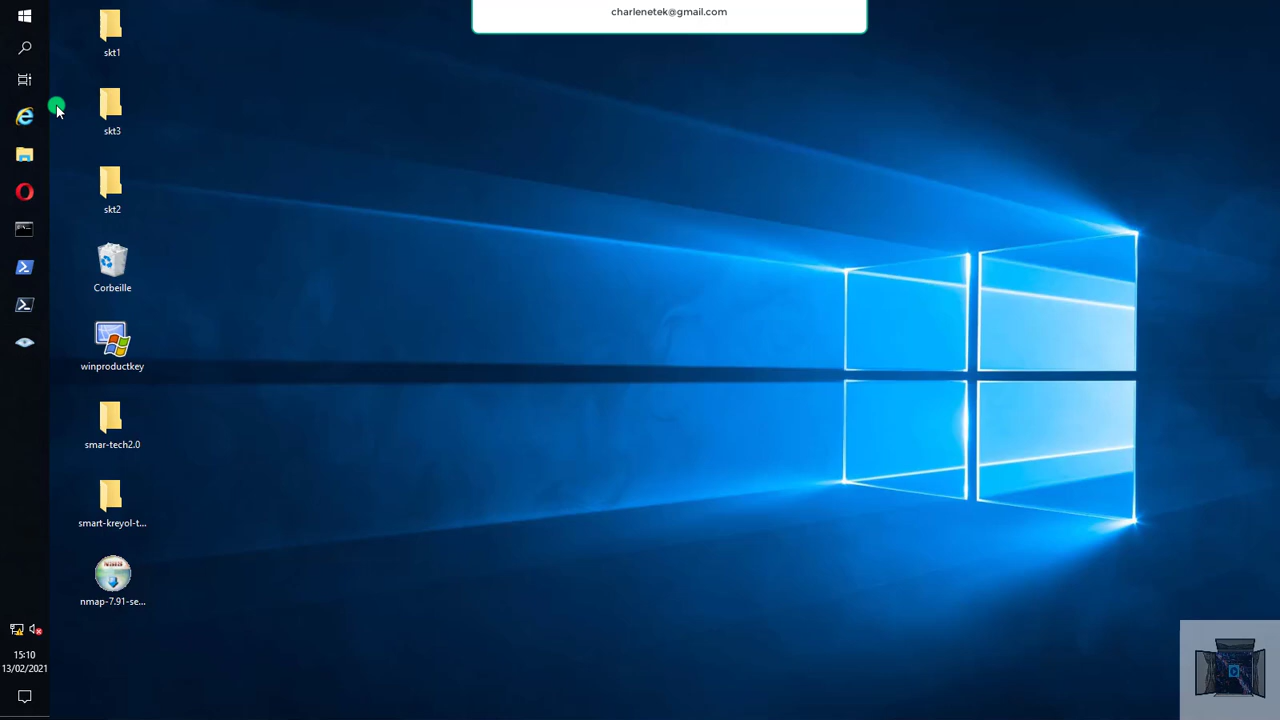 charlenetek@gmail.com
skt1
skt3
skt2
Corbeille
winproductkey
smar-tech2.0
smart-kreyol-t...
nmap-7.91-se...
15:10
13/02/2021